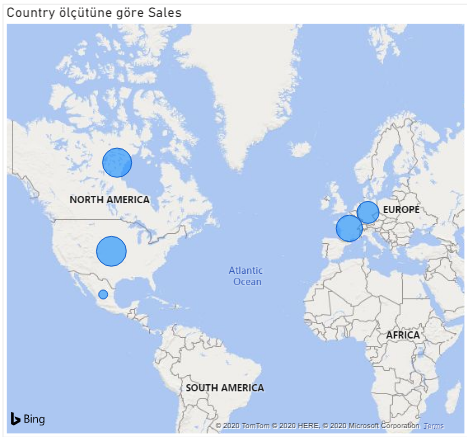 Country ölçütüne göre Sales
NORTH AMERICA
EUROPE
Atlantic
Ocean
AFRICA
SOUTH AMERICA
Bing
© 2020 TomTom © 2020 HERE, © 2020 Microsoft Corporation Terms